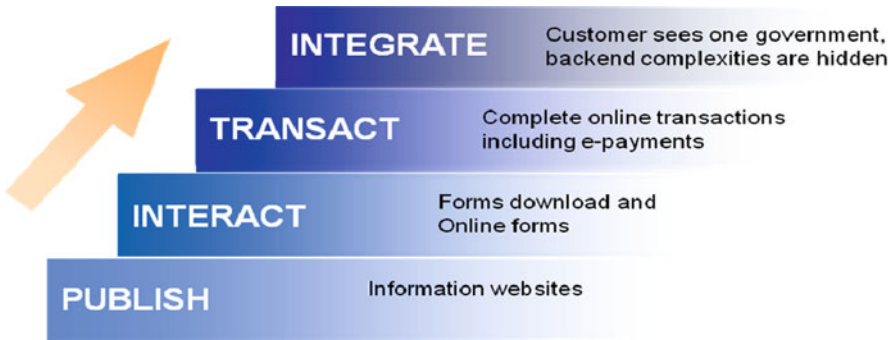 INTEGRATE
Customer sees one government,
backend complexities are hidden
TRANSACT
Complete online transactions
including e-payments
INTERACT
Forms download and
Online forms
PUBLISH
Information websites